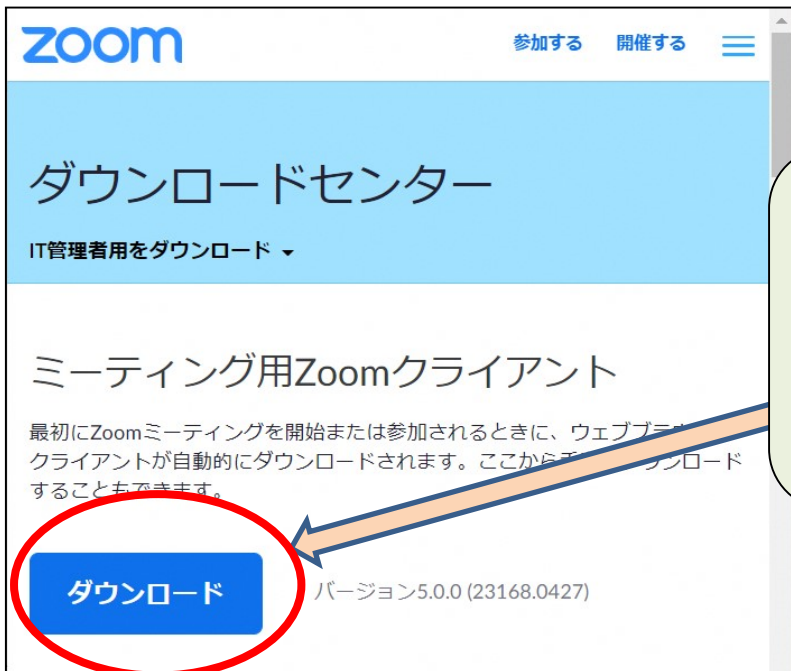 zoom
参加する 開催する
ダウンロードセンター
IT管理者用をダウンロード
ミーティング用Zoomクライアント
最初にZoomミーティングを開始または参加されるときに、ウェブブラウ
クライアントが自動的にダウンロードされます。ここから手 ウンロード
することもできます。
ダウンロード バージョン5.0.0 (23168.0427)